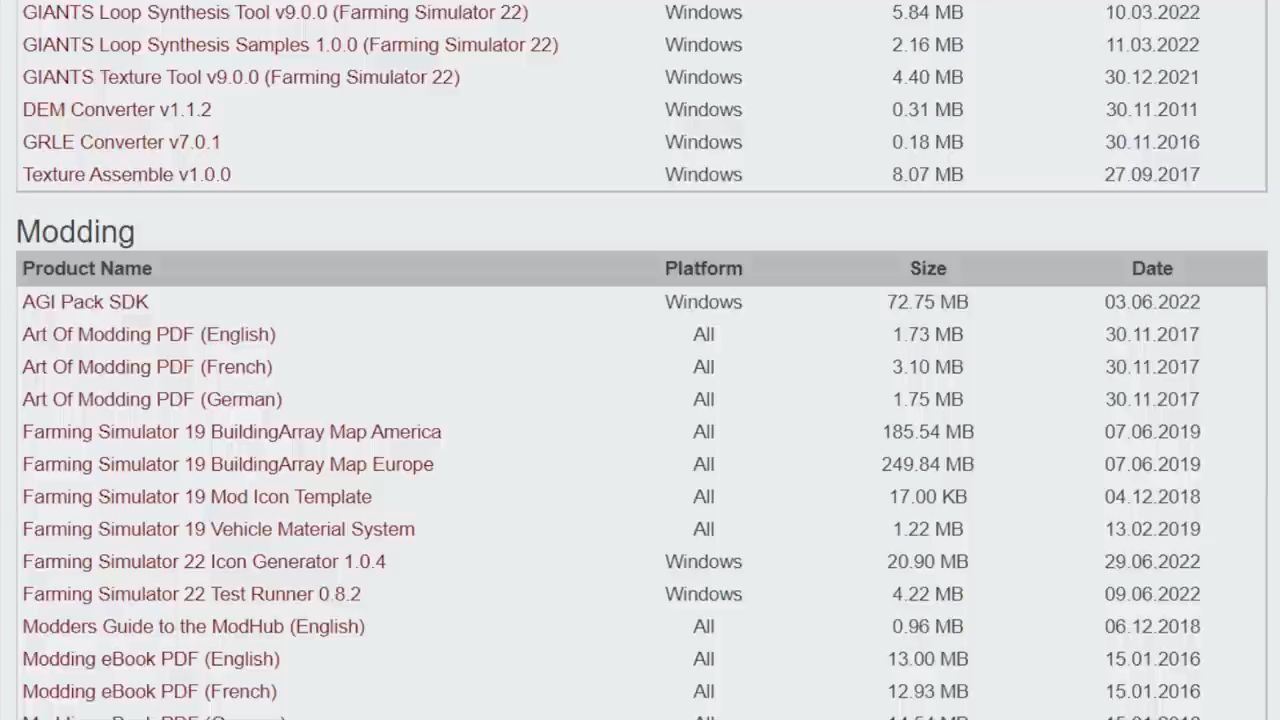 GIANTS Loop Synthesis Tool v9.0.0 (Farming Simulator 22) Windows 5.84 MB 10.03.2022
GIANTS Loop Synthesis Samples 1.0.0 (Farming Simulator 22) Windows 2.16 MB 11.03.2022
GIANTS Texture Tool v9.0.0 (Farming Simulator 22) Windows 4.40 MB 30.12.2021
DEM Converter v1.1.2 Windows 0.31 MB 30.11.2011
GRLE Converter v7.0.1 Windows 0.18 MB 30.11.2016
Texture Assemble v1.0.0 Windows 8.07 MB 27.09.2017
Modding
Product Name Platform Size Date
AGI Pack SDK Windows 72.75 MB 03.06.2022
Art Of Modding PDF (English) All 1.73 MB 30.11.2017
Art Of Modding PDF (French) All 3.10 MB 30.11.2017
Art Of Modding PDF (German) All 1.75 MB 30.11.2017
Farming Simulator 19 BuildingArray Map America All 185.54 MB 07.06.2019
Farming Simulator 19 BuildingArray Map Europe All 249.84 MB 07.06.2019
Farming Simulator 19 Mod Icon Template All 17.00 KB 04.12.2018
Farming Simulator 19 Vehicle Material System All 1.22 MB 13.02.2019
Farming Simulator 22 Icon Generator 1.0.4 Windows 20.90 MB 29.06.2022
Farming Simulator 22 Test Runner 0.8.2 Windows 4.22 MB 09.06.2022
Modders Guide to the ModHub (English) All 0.96 MB 06.12.2018
Modding eBook PDF (English) All 13.00 MB 15.01.2016
Modding eBook PDF (French) All 12.93 MB 15.01.2016